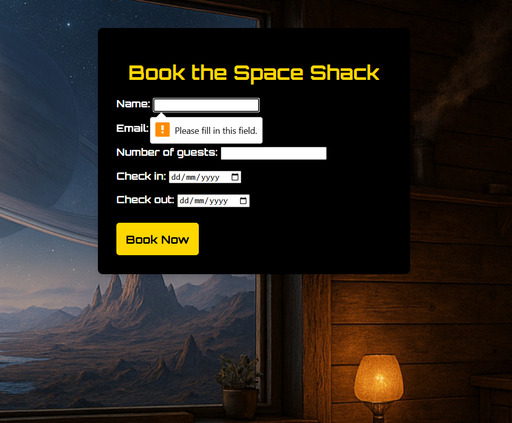 Book the Space Shack
Name:
Email:
Please fill in this field.
Number of guests:
Check in: dd/mm/yyyy
Check out: dd/mm/yyyy
Book Now